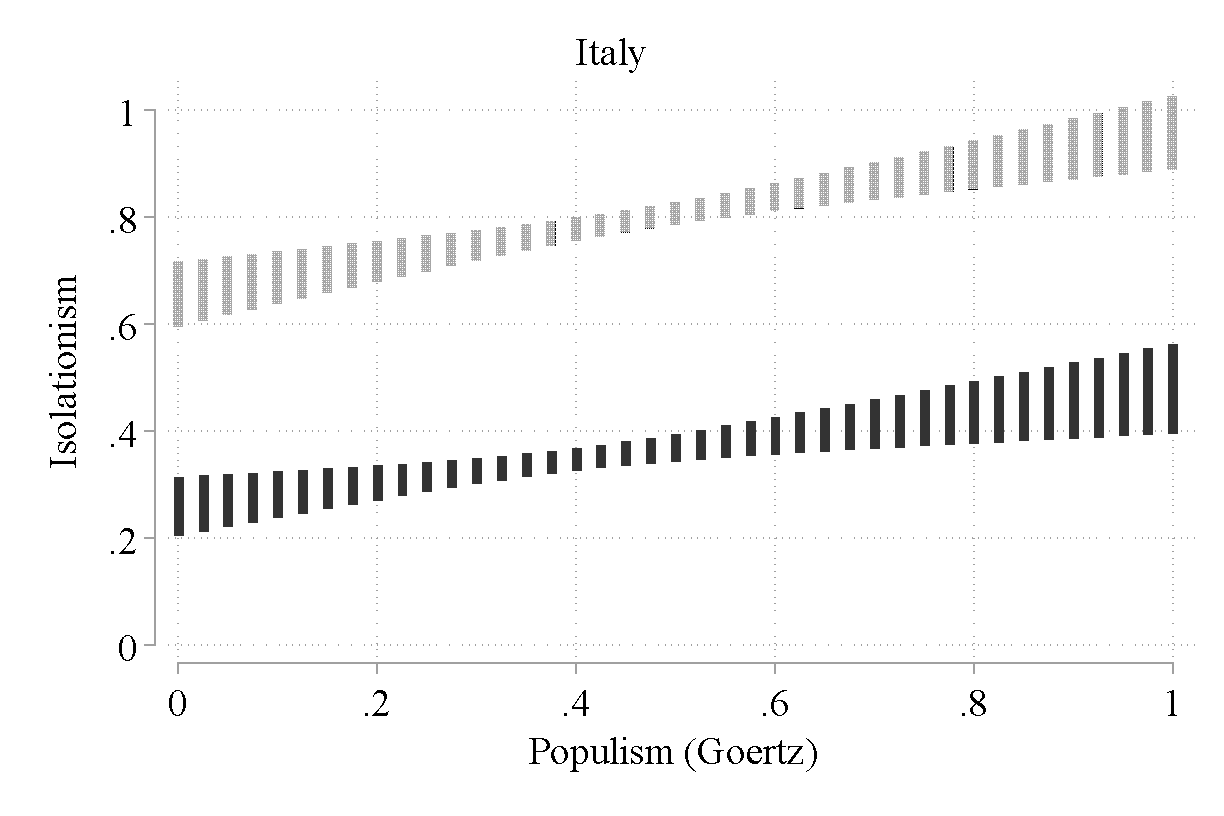 Italy
Isolationism
1
.8
.6
.4
.2
0
0 .2 .4 .6 .8 1
Populism (Goertz)